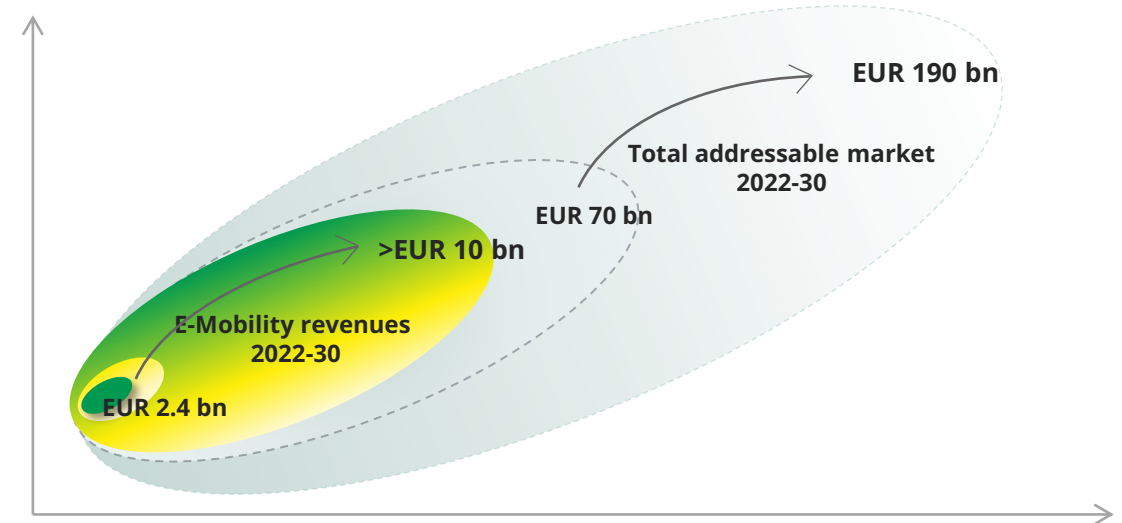 EUR 190 bn
Total addressable market
2022-30
EUR 70 bn
>EUR 10 bn
E-Mobility revenues
2022-30
EUR 2.4 bn